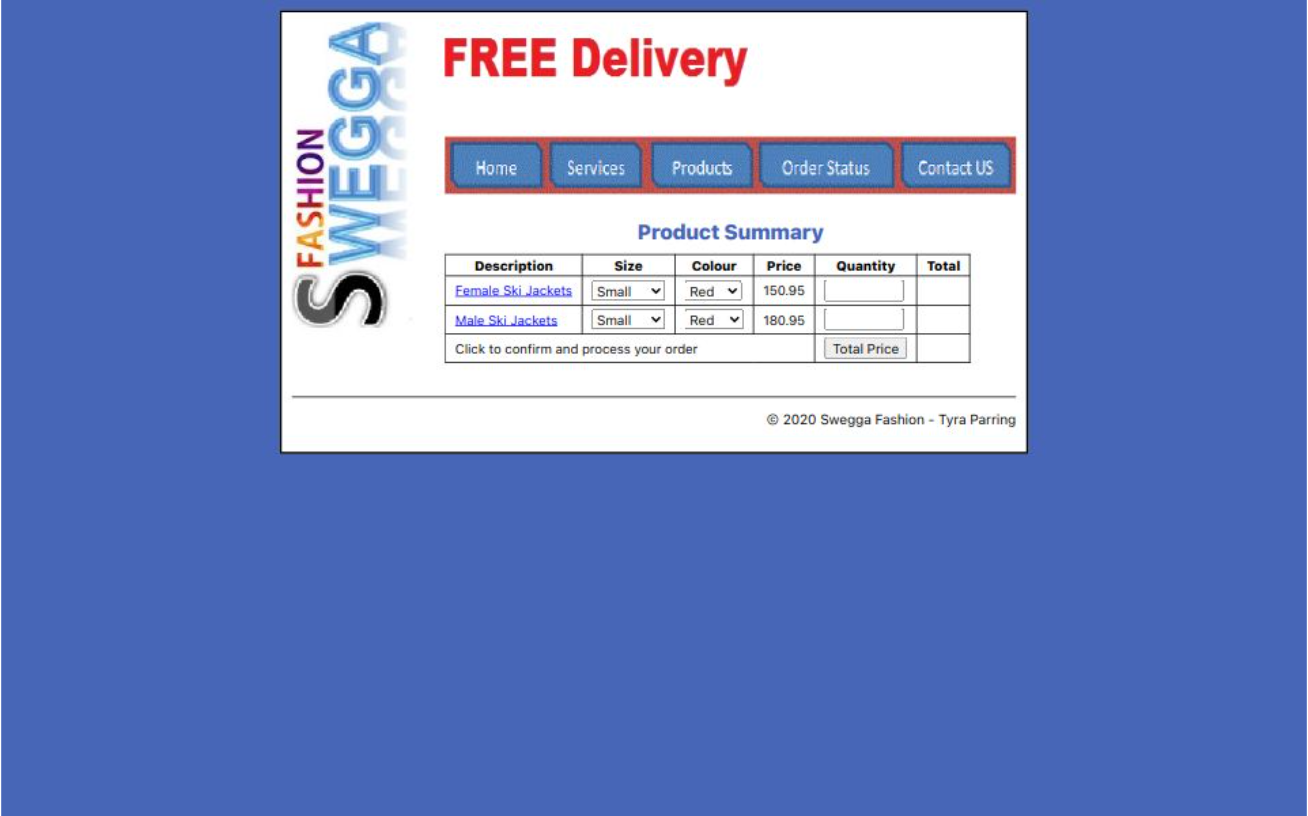 S FASHION
SWEGGA
FREE Delivery
Home Services Products Order Status Contact US
Product Summary
Description Size Colour Price Quantity Total
Female Ski Jackets Small Red 150.95
Male Ski Jackets Small Red 180.95
Click to confirm and process your order Total Price
© 2020 Swegga Fashion - Tyra Parring